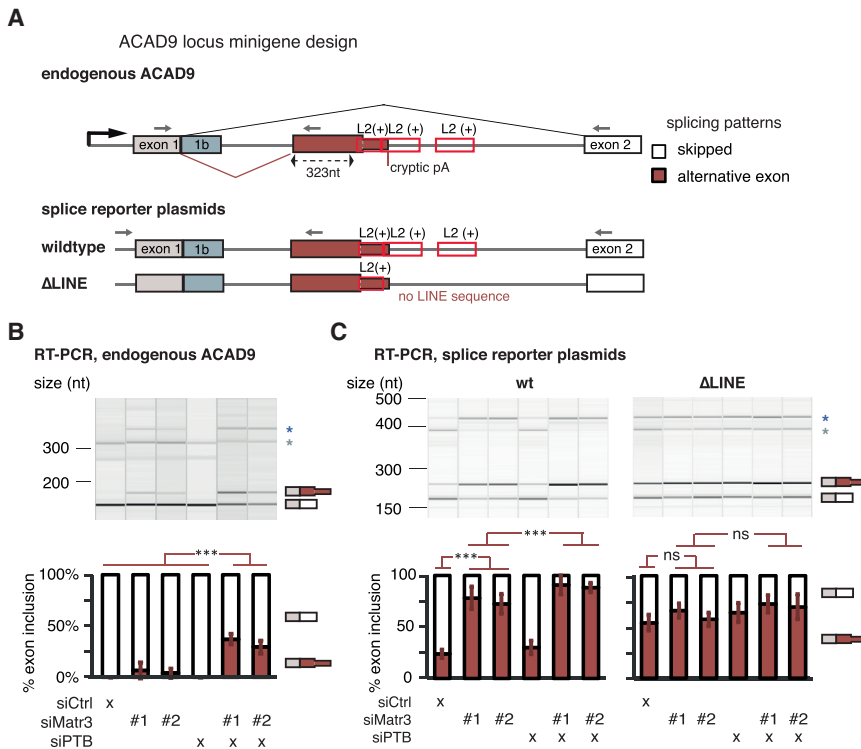 A
ACAD9 locus minigene design
endogenous ACAD9
L2(+) L2 (+) L2 (+)
exon 1 1b exon 2
323nt
cryptic pA
splicing patterns
skipped
alternative exon
splice reporter plasmids
L2(+) L2 (+) L2 (+)
wildtype exon 1 1b exon 2
L2(+)
ΔLINE
no LINE sequence
B
RT-PCR, endogenous ACAD9
size (nt)
300
200
*
*
***
% exon inclusion
100%
50%
0%
siCtrl x
siMatr3 #1 #2 #1 #2
siPTB x x x
C
RT-PCR, splice reporter plasmids
size (nt) wt ΔLINE
500
400
300
150
*
*
*** ***
ns ns
% exon inclusion
100
50
0
siCtrl x x
siMatr3 #1 #2 #1 #2 #1 #2 #1 #2
siPTB x x x x x x